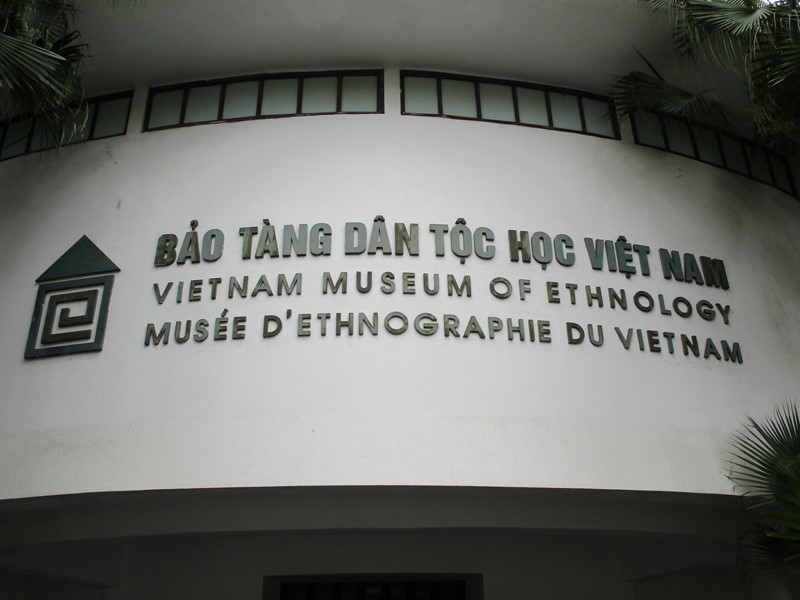 BẢO TÀNG DÂN TỘC HỌC VIỆT NAM
VIETNAM MUSEUM OF ETHNOLOGY
MUSÉE D'ETHNOGRAPHIE DU VIETNAM